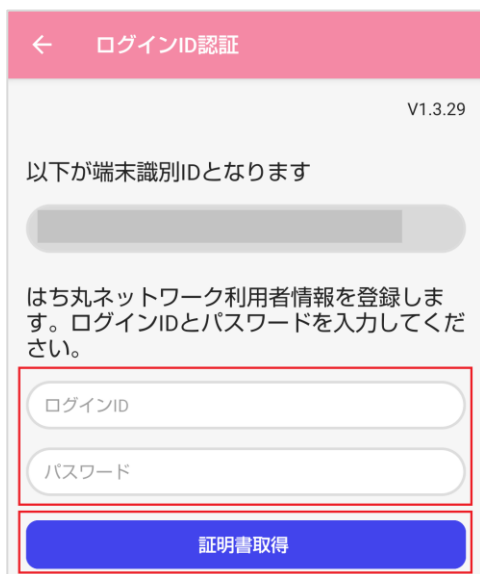 ← ログインID認証
V1.3.29
以下が端末識別IDとなります
はち丸ネットワーク利用者情報を登録しま
す。ログインIDとパスワードを入力してくだ
さい。
ログインID
パスワード
証明書取得